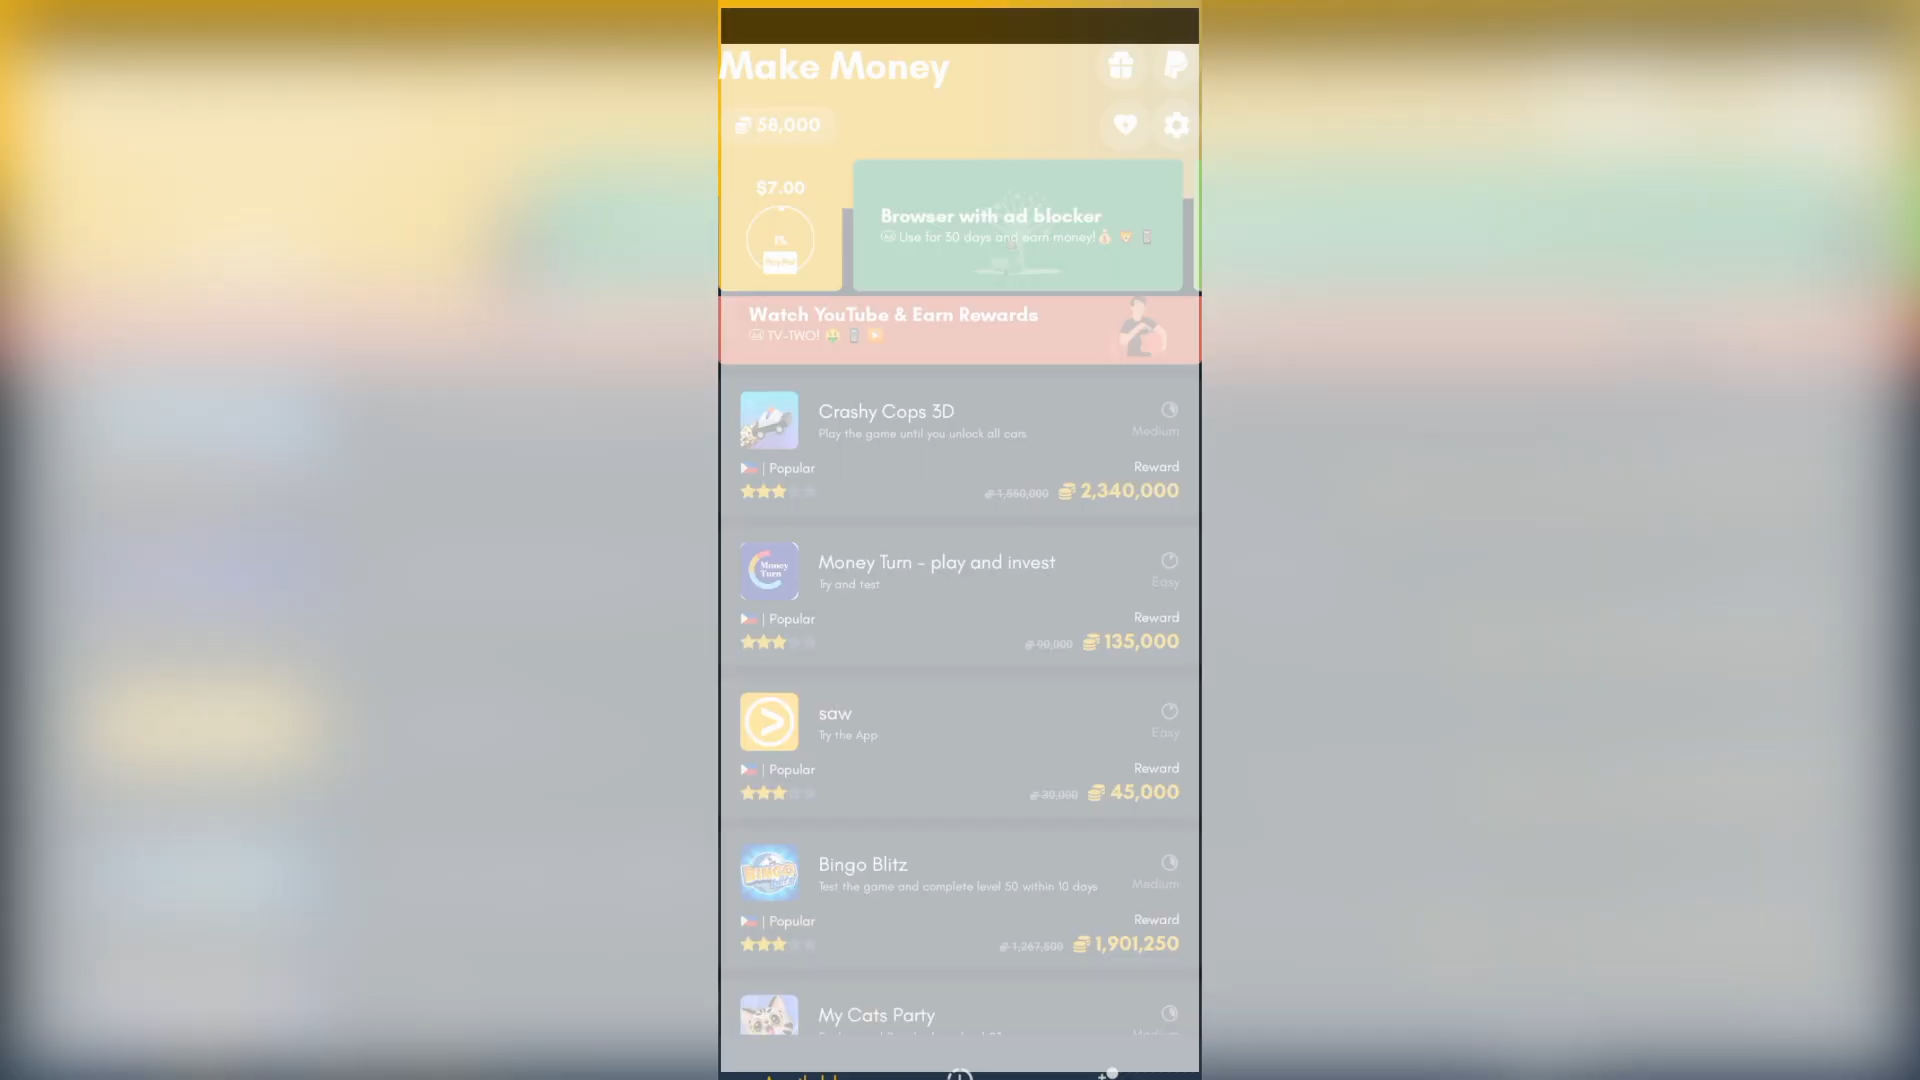 Make Money
58,000
$7.00
Browser with ad blocker
Use for 30 days and earn money!
Watch YouTube & Earn Rewards
TV-TWO!
Crashy Cops 3D
Play the game until you unlock all cars
Medium
| Popular
Reward
1,560,000 2,340,000
Money Turn
Money Turn - play and invest
Try and test
Easy
| Popular
Reward
90,000 135,000
saw
Try the App
Easy
| Popular
Reward
30,000 45,000
BINGO
Bingo Blitz
Test the game and complete level 50 within 10 days
Medium
| Popular
Reward
1,267,500 1,901,250
My Cats Party